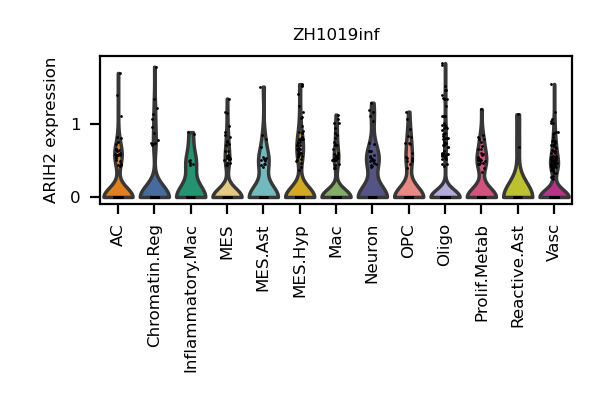 ZH1019inf
ARIH2 expression
1
0
AC
Chromatin.Reg
Inflammatory.Mac
MES
MES.Ast
MES.Hyp
Mac
Neuron
OPC
Oligo
Prolif.Metab
Reactive.Ast
Vasc